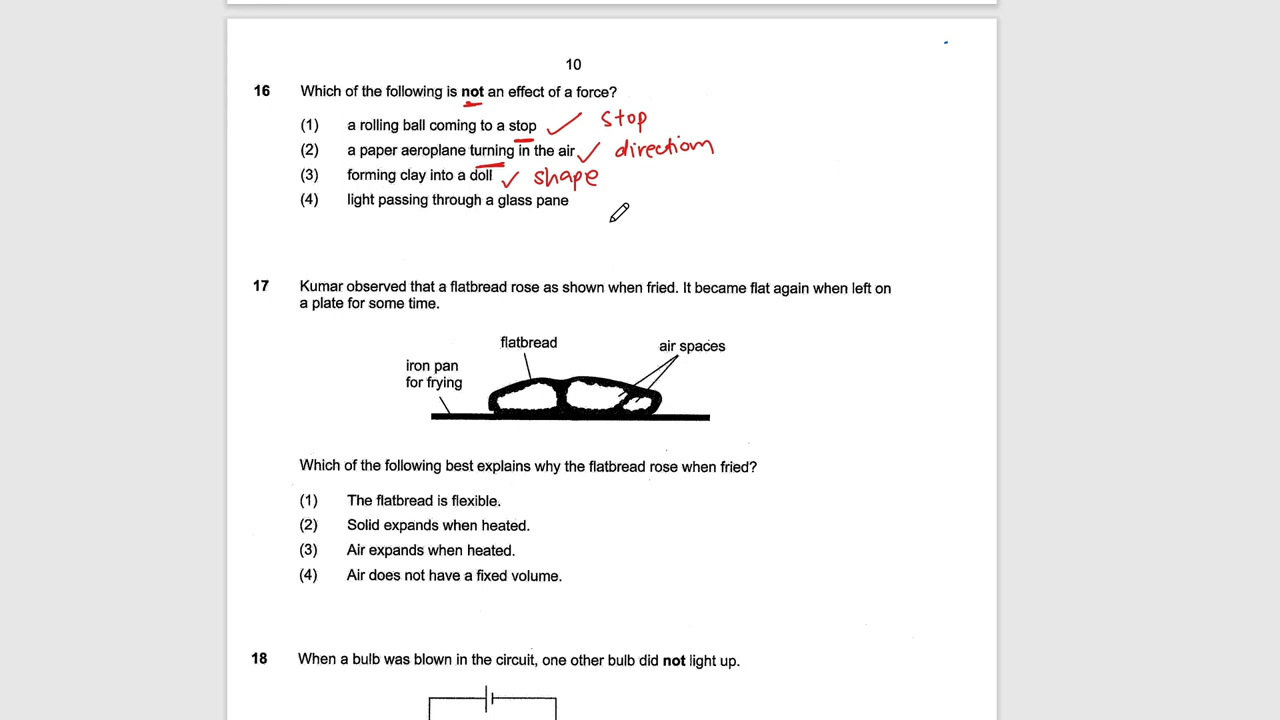 10
16 Which of the following is not an effect of a force?
(1) a rolling ball coming to a stop stop
(2) a paper aeroplane turning in the air direction
(3) forming clay into a doll shape
(4) light passing through a glass pane
17 Kumar observed that a flatbread rose as shown when fried. It became flat again when left on
a plate for some time.
flatbread
air spaces
iron pan
for frying
Which of the following best explains why the flatbread rose when fried?
(1) The flatbread is flexible.
(2) Solid expands when heated.
(3) Air expands when heated.
(4) Air does not have a fixed volume.
18 When a bulb was blown in the circuit, one other bulb did not light up.